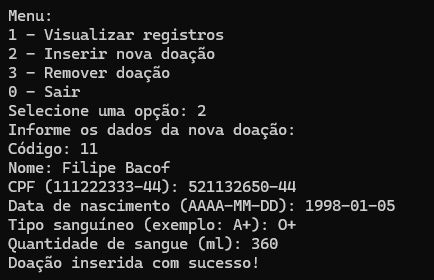 Menu:
1 - Visualizar registros
2 - Inserir nova doação
3 - Remover doação
0 - Sair
Selecione uma opção: 2
Informe os dados da nova doação:
Código: 11
Nome: Filipe Bacof
CPF (111222333-44): 521132650-44
Data de nascimento (AAAA-MM-DD): 1998-01-05
Tipo sanguíneo (exemplo: A+): O+
Quantidade de sangue (ml): 360
Doação inserida com sucesso!